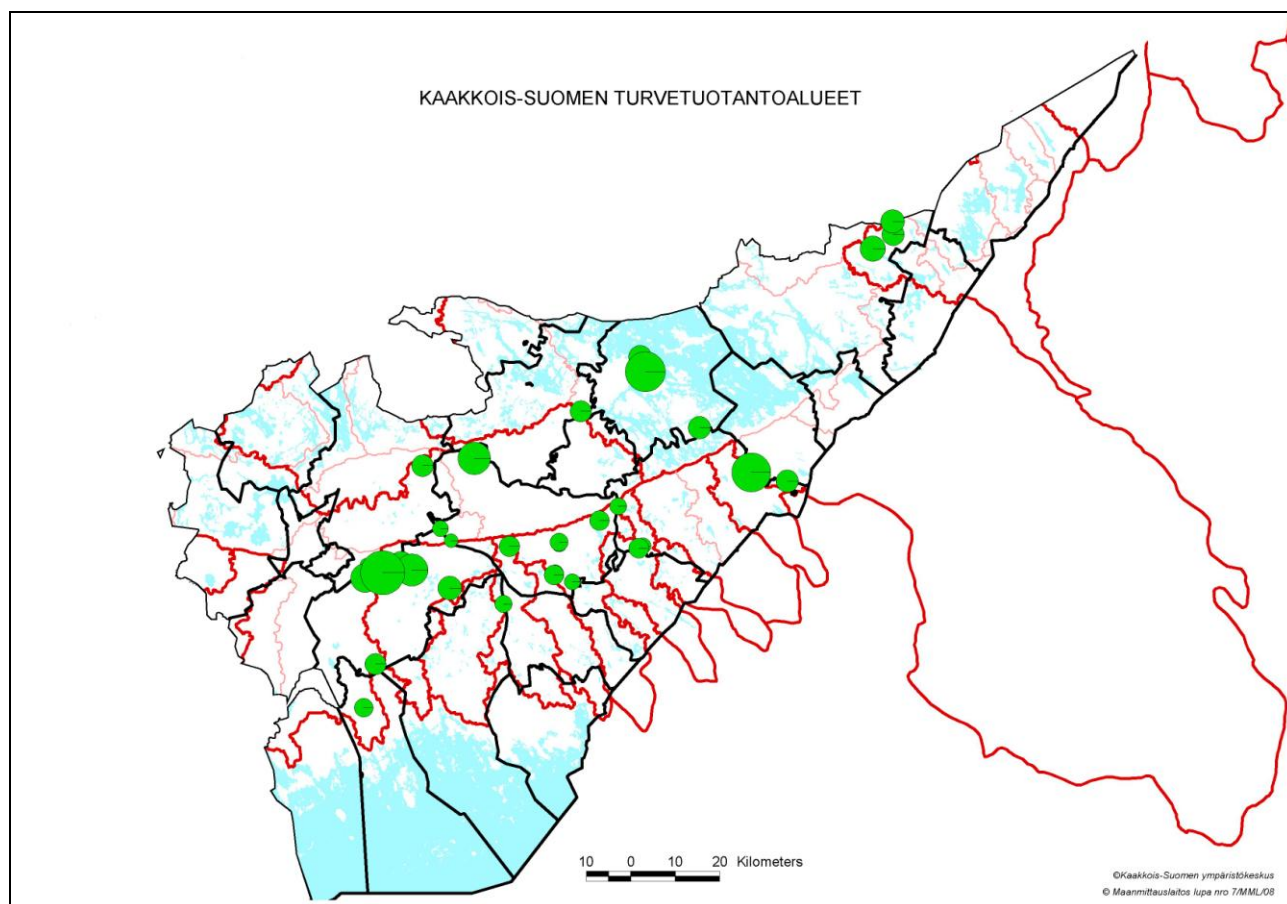 KAAKKOIS-SUOMEN TURVETUOTANTOALUEET
10 0 10 20 Kilometers
©Kaakkois-Suomen ympäristökeskus
© Maanmittauslaitos lupa nro 7/MML/08